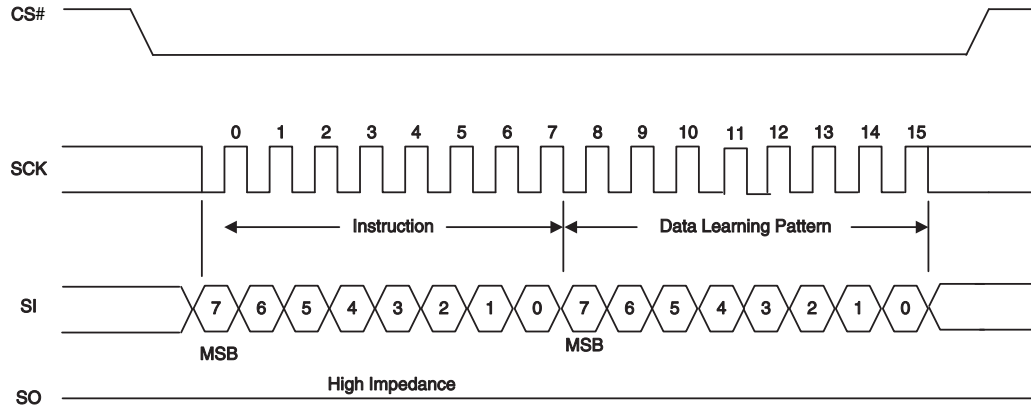 CS#
0 1 2 3 4 5 6 7 8 9 10 11 12 13 14 15
SCK
Instruction Data Learning Pattern
SI 7 6 5 4 3 2 1 0 7 6 5 4 3 2 1 0
MSB MSB
High Impedance
SO